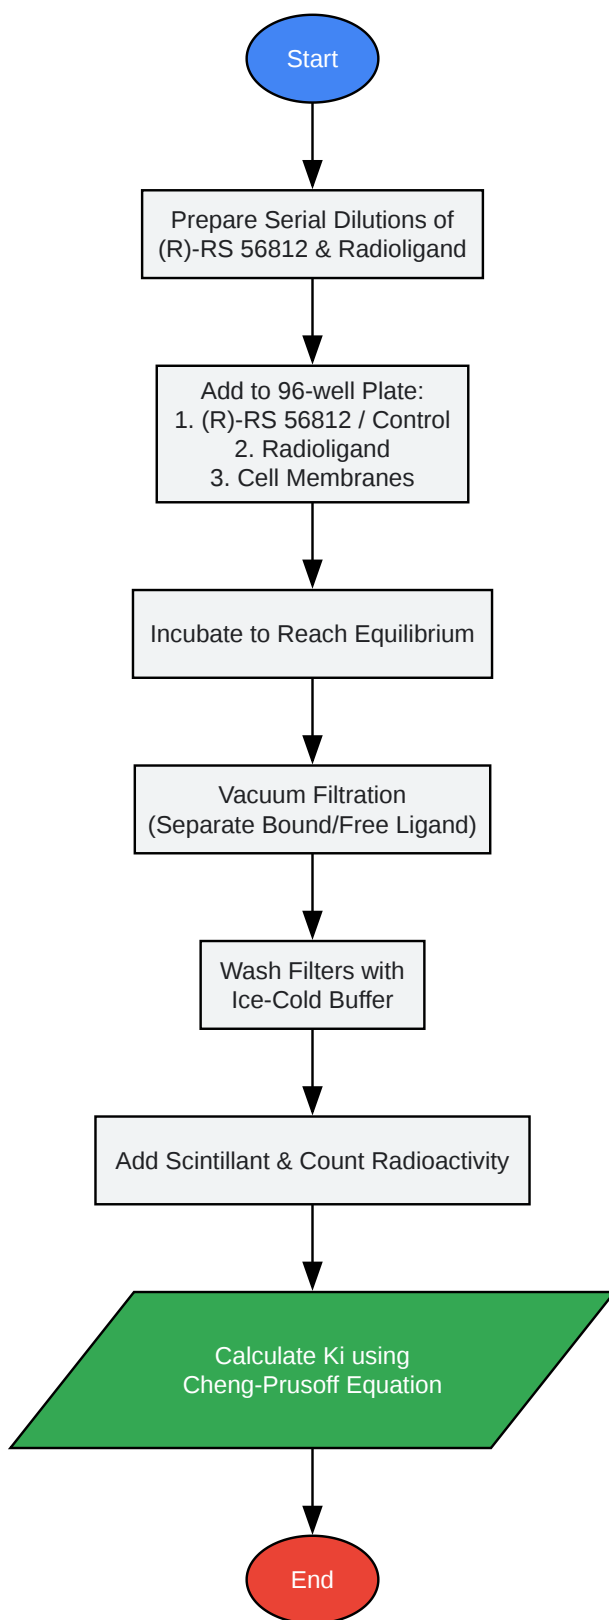 Start
Prepare Serial Dilutions of
(R)-RS 56812 & Radioligand
Add to 96-well Plate:
1. (R)-RS 56812 / Control
2. Radioligand
3. Cell Membranes
Incubate to Reach Equilibrium
Vacuum Filtration
(Separate Bound/Free Ligand)
Wash Filters with
Ice-Cold Buffer
Add Scintillant & Count Radioactivity
Calculate Ki using
Cheng-Prusoff Equation
End